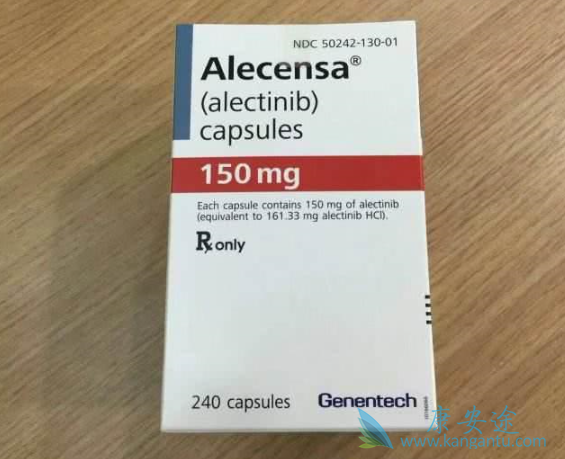 NDC 50242-130-01
Alecensa®
(alectinib)
capsules
150 mg
Each capsule contains 150 mg of alectinib
(equivalent to 161.33 mg alectinib HCl).
Rx only
240 capsules
Genentech
康安途
www.kangantu.com